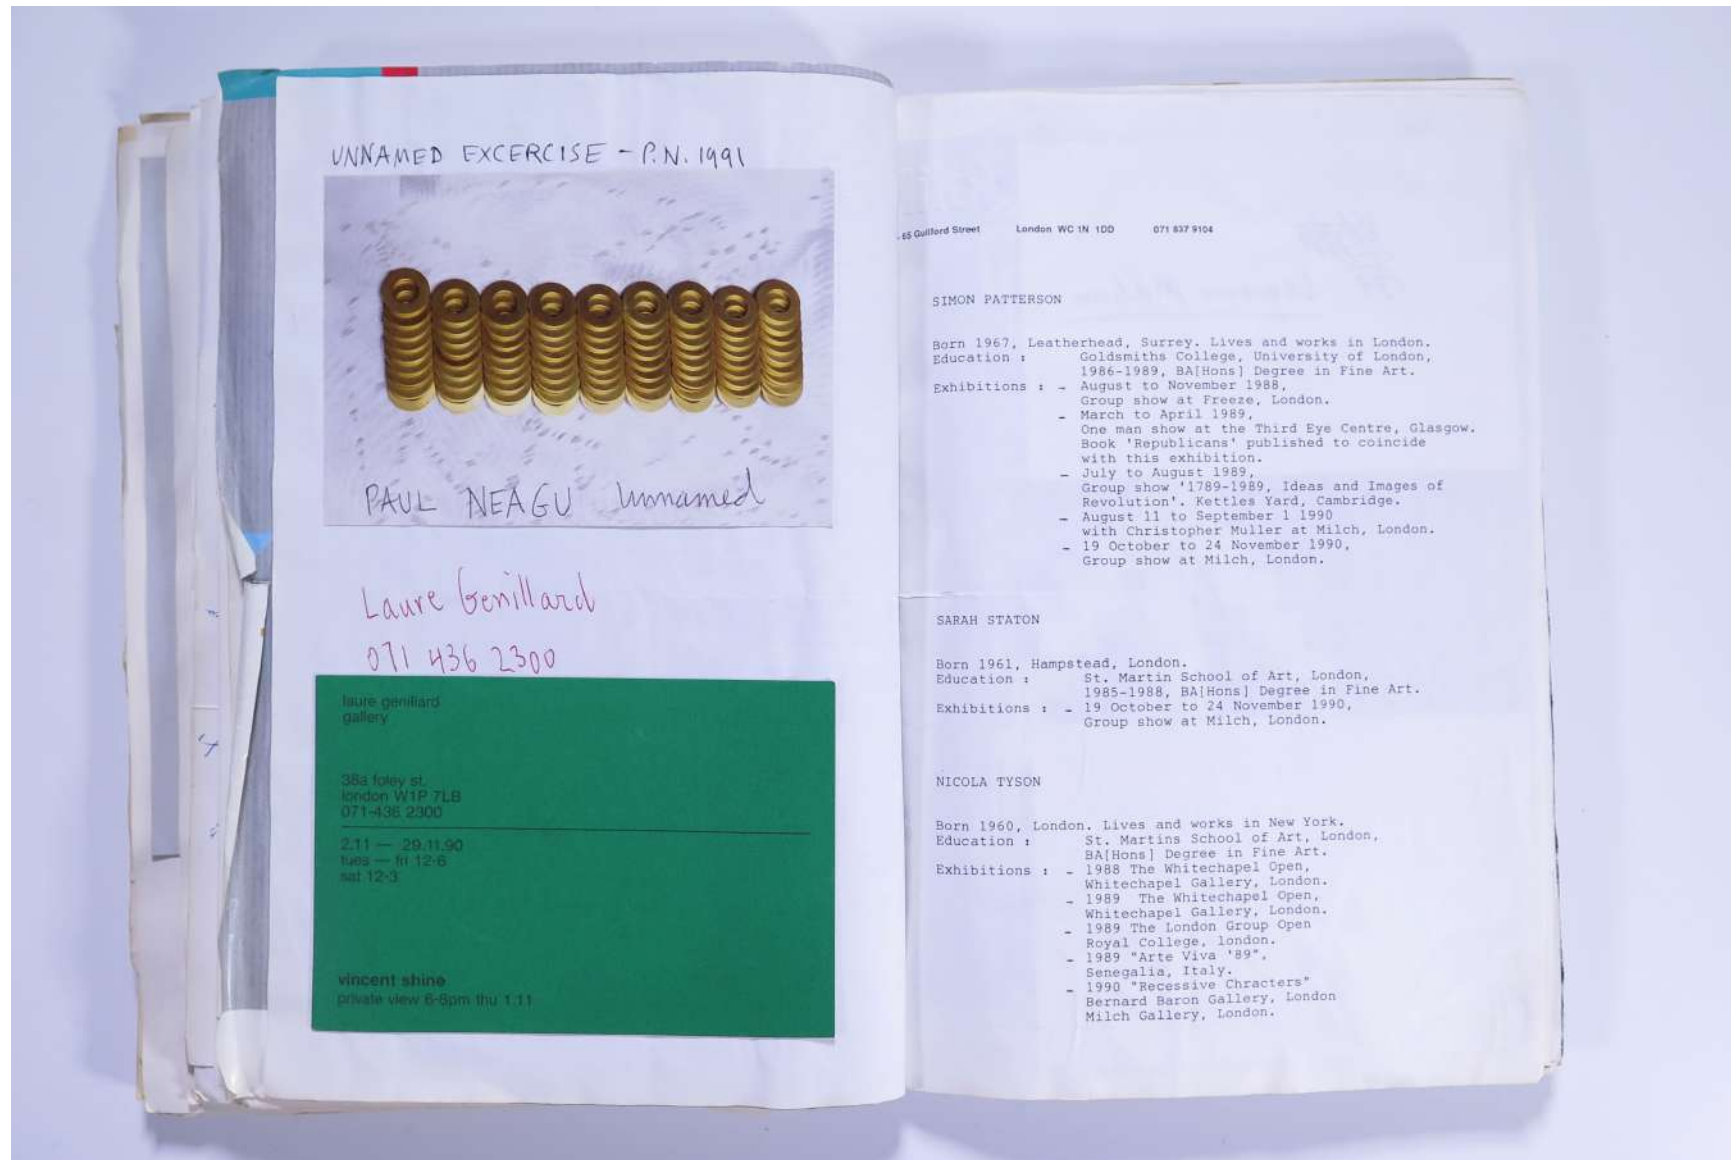 UNNAMED EXCERCISE - P.N. 1991
PAUL NEAGU Unnamed
Laure Genillard
071 436 2300
laure genillard
gallery
38a foley st.
london W1P 7LB
071-436 2300
2.11 — 29.11.90
tues — fri 12-6
sat 12-3
vincent shine
private view 6-8pm thu 1.11
65 Guilford Street London WC 1N 1DD 071 837 9104
SIMON PATTERSON
Born 1967, Leatherhead, Surrey. Lives and works in London.
Education : Goldsmiths College, University of London,
1986-1989, BA[Hons] Degree in Fine Art.
Exhibitions : - August to November 1988,
Group show at Freeze, London.
- March to April 1989,
One man show at the Third Eye Centre, Glasgow.
Book 'Republicans' published to coincide
with this exhibition.
- July to August 1989,
Group show '1789-1989, Ideas and Images of
Revolution'. Kettles Yard, Cambridge.
- August 11 to September 1 1990
with Christopher Muller at Milch, London.
- 19 October to 24 November 1990,
Group show at Milch, London.
SARAH STATON
Born 1961, Hampstead, London.
Education : St. Martin School of Art, London,
1985-1988, BA[Hons] Degree in Fine Art.
Exhibitions : - 19 October to 24 November 1990,
Group show at Milch, London.
NICOLA TYSON
Born 1960, London. Lives and works in New York.
Education : St. Martins School of Art, London,
BA[Hons] Degree in Fine Art.
Exhibitions : - 1988 The Whitechapel Open,
Whitechapel Gallery, London.
- 1989 The Whitechapel Open,
Whitechapel Gallery, London.
- 1989 The London Group Open
Royal College, london.
- 1989 "Arte Viva '89",
Senegalia, Italy.
- 1990 "Recessive Chracters"
Bernard Baron Gallery, London
Milch Gallery, London.